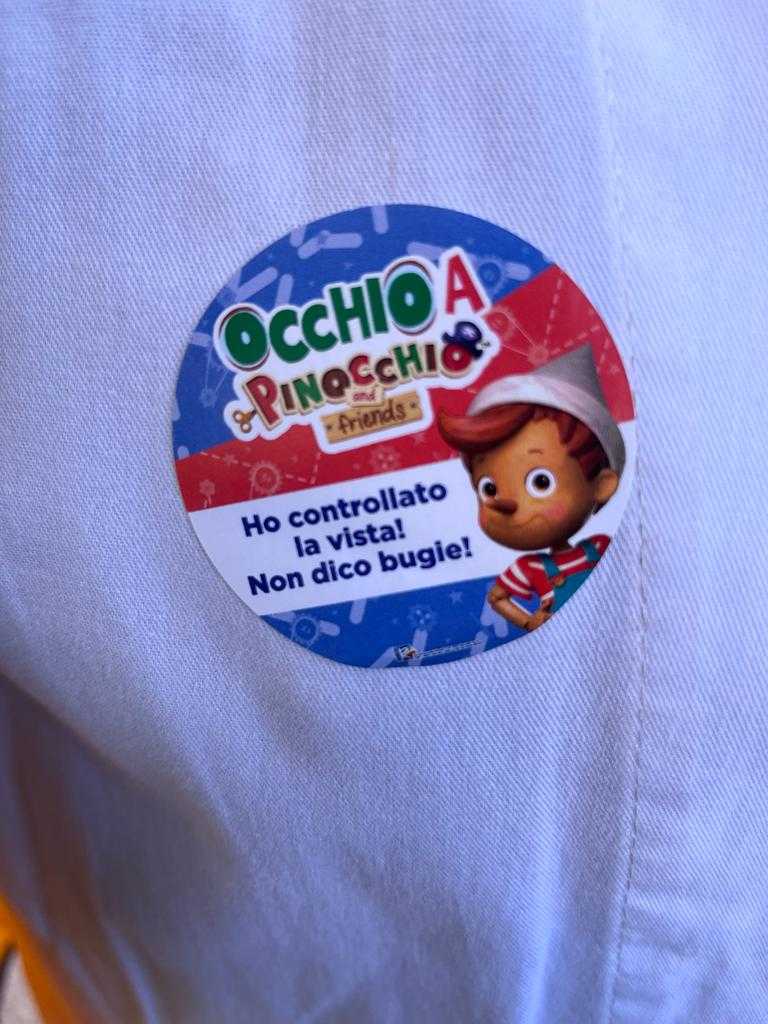 OCCHIO A
PINOCCHIO
and
friends
Ho controllato
la vista!
Non dico bugie!